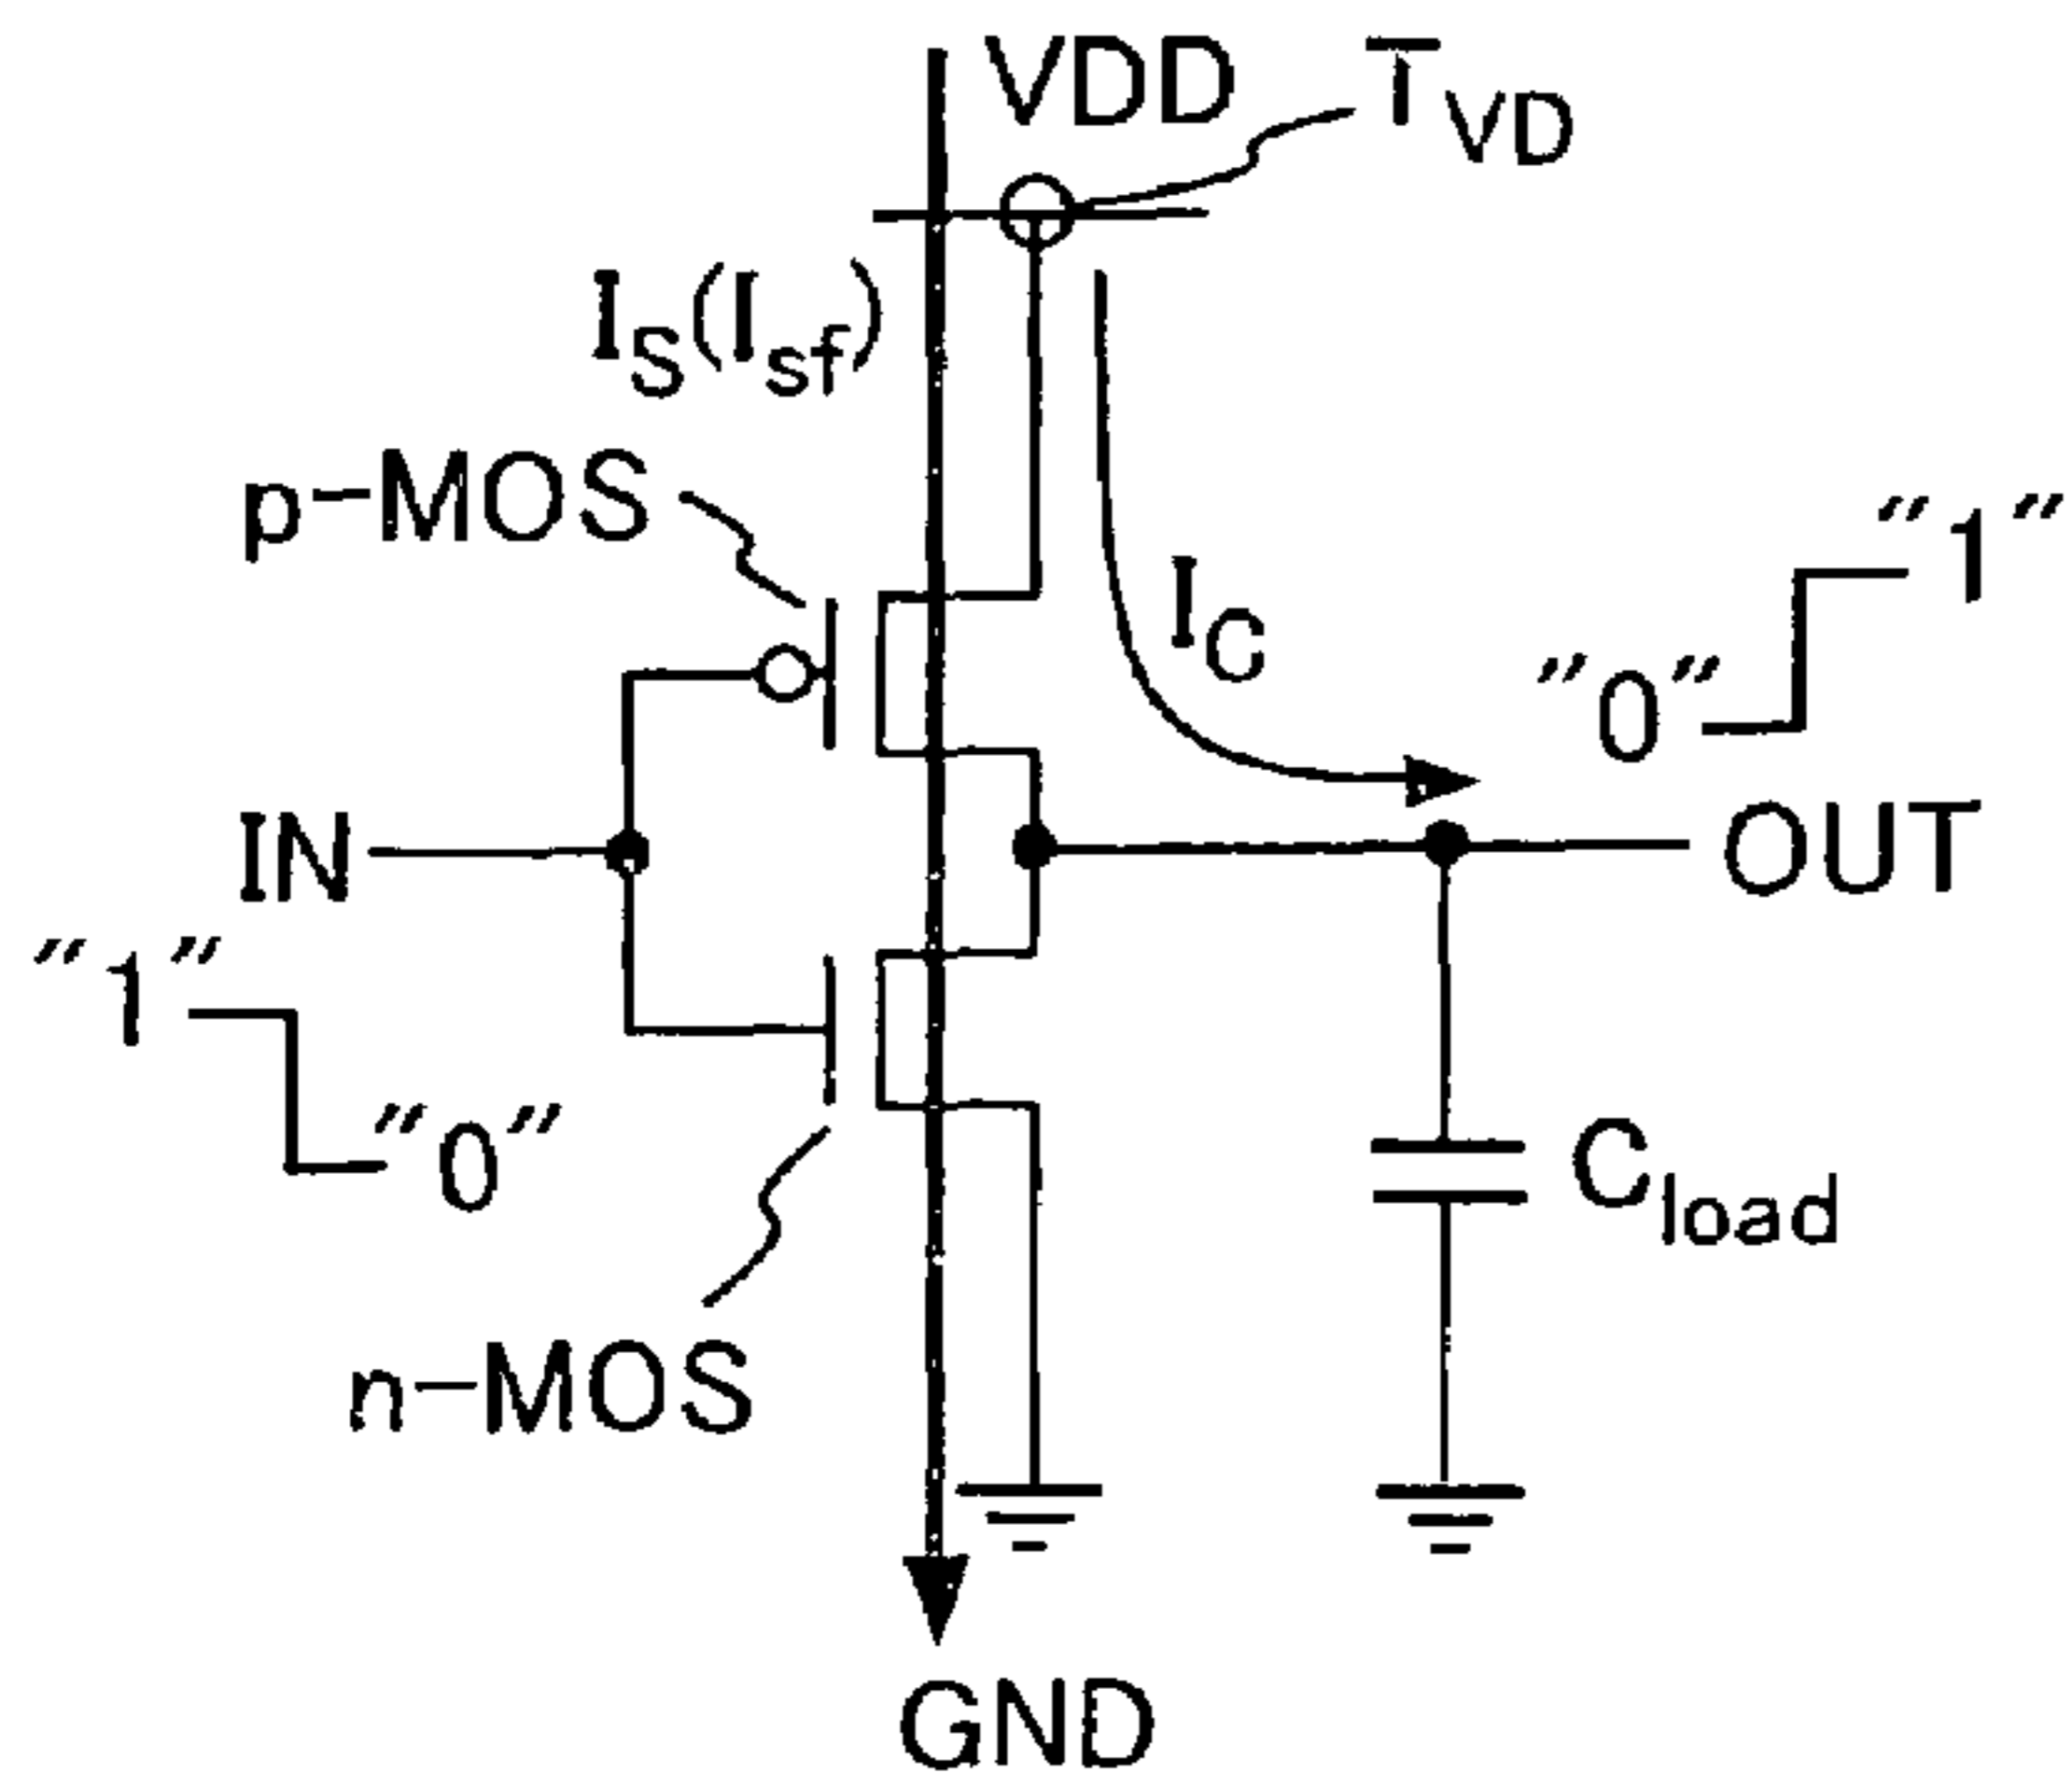 VDD
T_VD
I_S(I_sf)
p-MOS
I_C
"1"
"0"
IN
OUT
"1"
"0"
C_load
n-MOS
GND